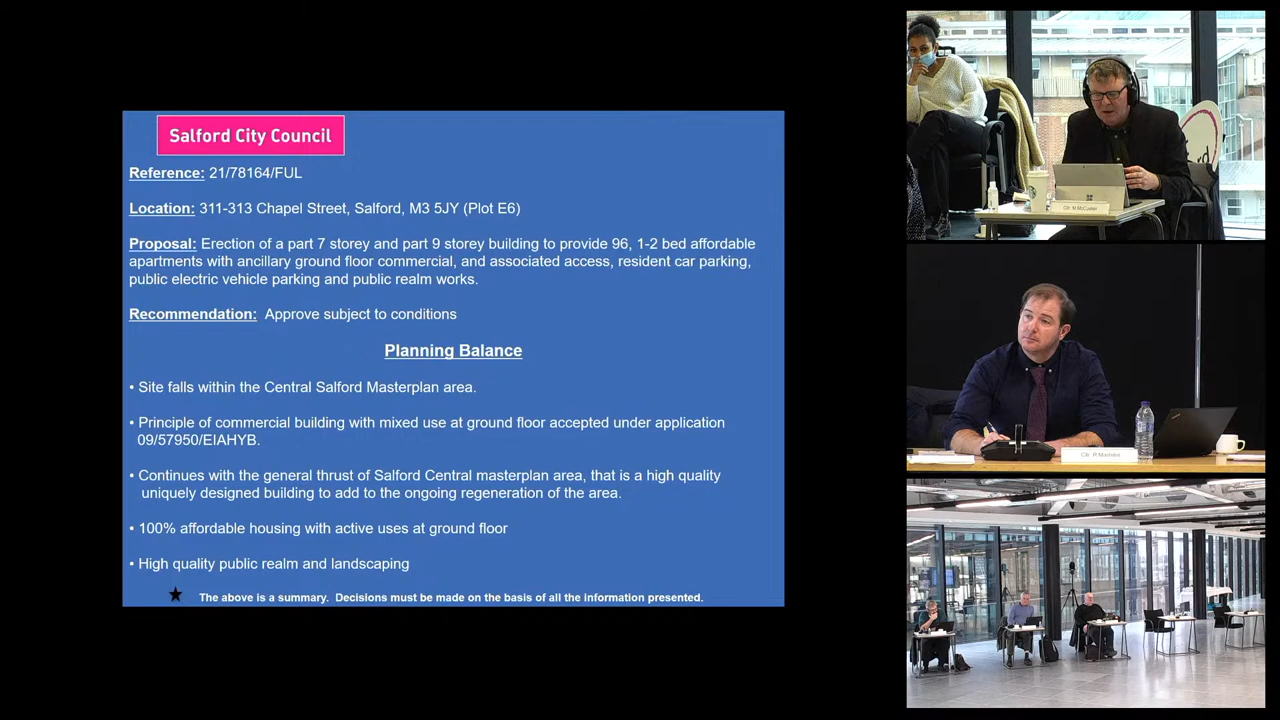 Salford City Council
Reference: 21/78164/FUL
Location: 311-313 Chapel Street, Salford, M3 5JY (Plot E6)
Proposal: Erection of a part 7 storey and part 9 storey building to provide 96, 1-2 bed affordable
apartments with ancillary ground floor commercial, and associated access, resident car parking,
public electric vehicle parking and public realm works.
Recommendation: Approve subject to conditions
Planning Balance
• Site falls within the Central Salford Masterplan area.
• Principle of commercial building with mixed use at ground floor accepted under application
09/57950/EIAHYB.
• Continues with the general thrust of Salford Central masterplan area, that is a high quality
uniquely designed building to add to the ongoing regeneration of the area.
• 100% affordable housing with active uses at ground floor
• High quality public realm and landscaping
★ The above is a summary. Decisions must be made on the basis of all the information presented.